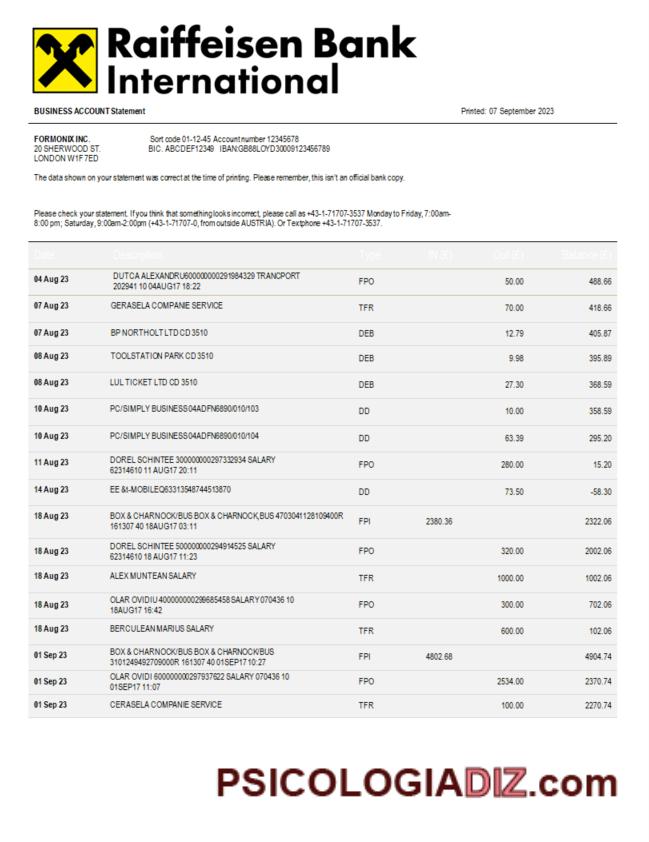 Raiffeisen Bank
International
BUSINESS ACCOUNT Statement Printed: 07 September 2023
FORMONIX INC. Sort code 01-12-45 Account number 12345678
20 SHERWOOD ST. BIC: ABCDEF12349 IBAN:GB88LOYD30009123456789
LONDON W1F 7ED
The data shown on your statement was correct at the time of printing. Please remember, this isn't an official bank copy.
Please check your statement. If you think that something looks incorrect, please call as +43-1-71707-3537 Monday to Friday, 7:00am-
8:00 pm; Saturday, 9:00am-2:00pm (+43-1-71707-0, from outside AUSTRIA). Or Textphone +43-1-71707-3537.
Date Description Type IN (£) Out (£) Balance (£)
04 Aug 23 DUTCA ALEXANDRU600000000291984329 TRANCPORT FPO 50.00 488.66
202941 10 04AUG17 18:22
07 Aug 23 GERASELA COMPANIE SERVICE TFR 70.00 418.66
07 Aug 23 BP NORTHOLT LTD CD 3510 DEB 12.79 405.87
08 Aug 23 TOOLSTATION PARK CD 3510 DEB 9.98 395.89
08 Aug 23 LUL TICKET LTD CD 3510 DEB 27.30 368.59
10 Aug 23 PC/SIMPLY BUSINESS04ADFN6890/010/103 DD 10.00 358.59
10 Aug 23 PC/SIMPLY BUSINESS04ADFN6890/010/104 DD 63.39 295.20
11 Aug 23 DOREL SCHINTEE 300000000297332934 SALARY FPO 280.00 15.20
62314610 11 AUG17 20:11
14 Aug 23 EE &t-MOBILEQ63313548744513870 DD 73.50 -58.30
18 Aug 23 BOX & CHARNOCK/BUS BOX & CHARNOCK,BUS 4703041128109400R FPI 2380.36 2322.06
161307 40 18AUG17 03:11
18 Aug 23 DOREL SCHINTEE 500000000294914525 SALARY FPO 320.00 2002.06
62314610 18 AUG17 11:23
18 Aug 23 ALEX MUNTEAN SALARY TFR 1000.00 1002.06
18 Aug 23 OLAR OVIDIU 400000000299685458 SALARY 070436 10 FPO 300.00 702.06
18AUG17 16:42
18 Aug 23 BERCULEAN MARIUS SALARY TFR 600.00 102.06
01 Sep 23 BOX & CHARNOCK/BUS BOX & CHARNOCK/BUS FPI 4802.68 4904.74
3101249492709000R 161307 40 01SEP17 10:27
01 Sep 23 OLAR OVIDI 600000000297937622 SALARY 070436 10 FPO 2534.00 2370.74
01SEP17 11:07
01 Sep 23 CERASELA COMPANIE SERVICE TFR 100.00 2270.74
PSICOLOGIADIZ.com